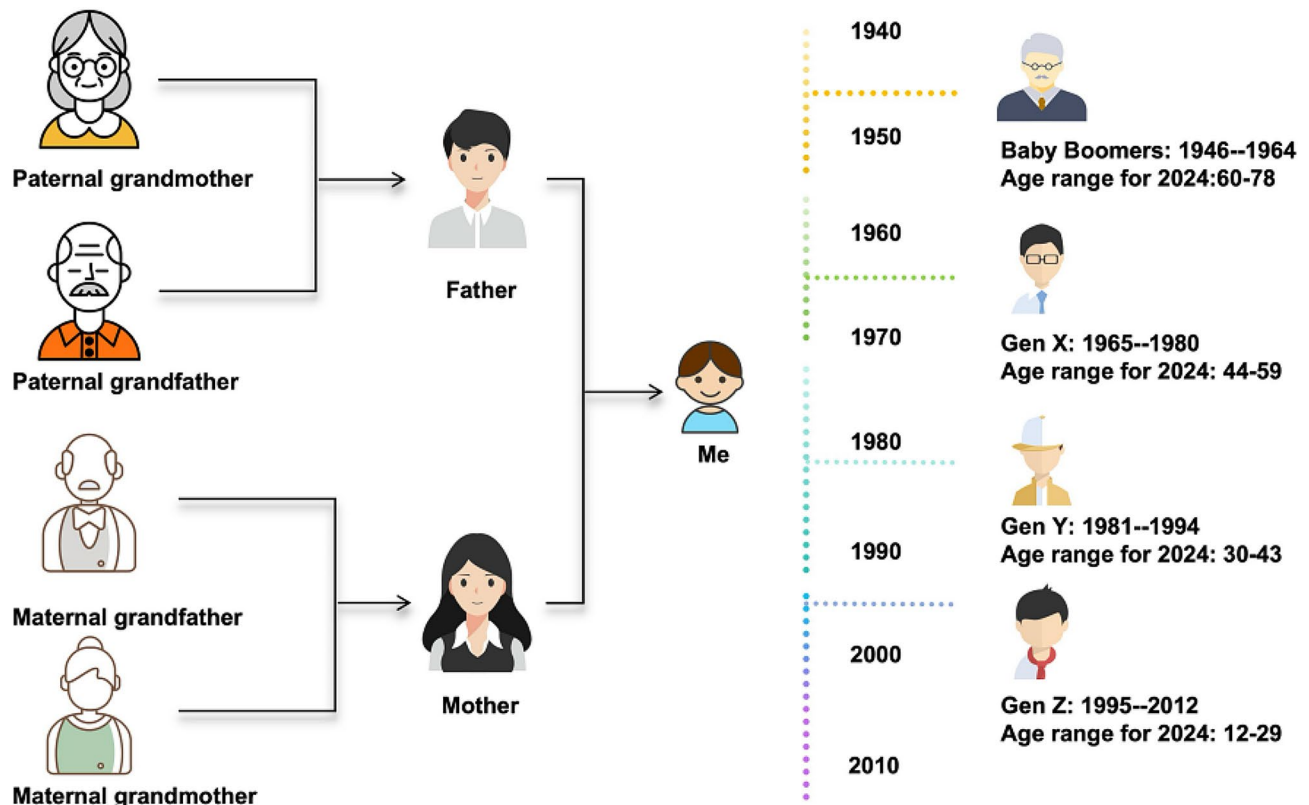 Paternal grandmother
Paternal grandfather
Maternal grandfather
Maternal grandmother
Father
Mother
Me
1940
1950
1960
1970
1980
1990
2000
2010
Baby Boomers: 1946--1964
Age range for 2024:60-78
Gen X: 1965--1980
Age range for 2024: 44-59
Gen Y: 1981--1994
Age range for 2024: 30-43
Gen Z: 1995--2012
Age range for 2024: 12-29